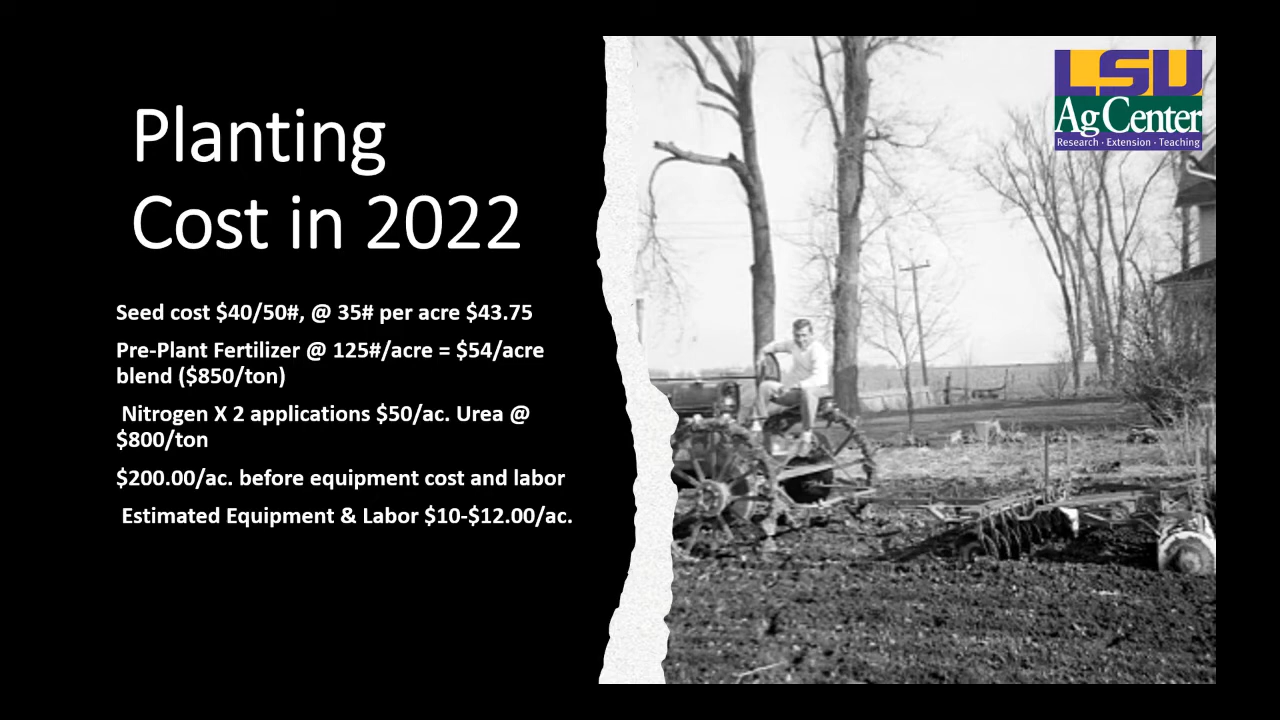 Planting
Cost in 2022
Seed cost $40/50#, @ 35# per acre $43.75
Pre-Plant Fertilizer @ 125#/acre = $54/acre
blend ($850/ton)
Nitrogen X 2 applications $50/ac. Urea @
$800/ton
$200.00/ac. before equipment cost and labor
Estimated Equipment & Labor $10-$12.00/ac.
LSU
AgCenter
Research · Extension · Teaching